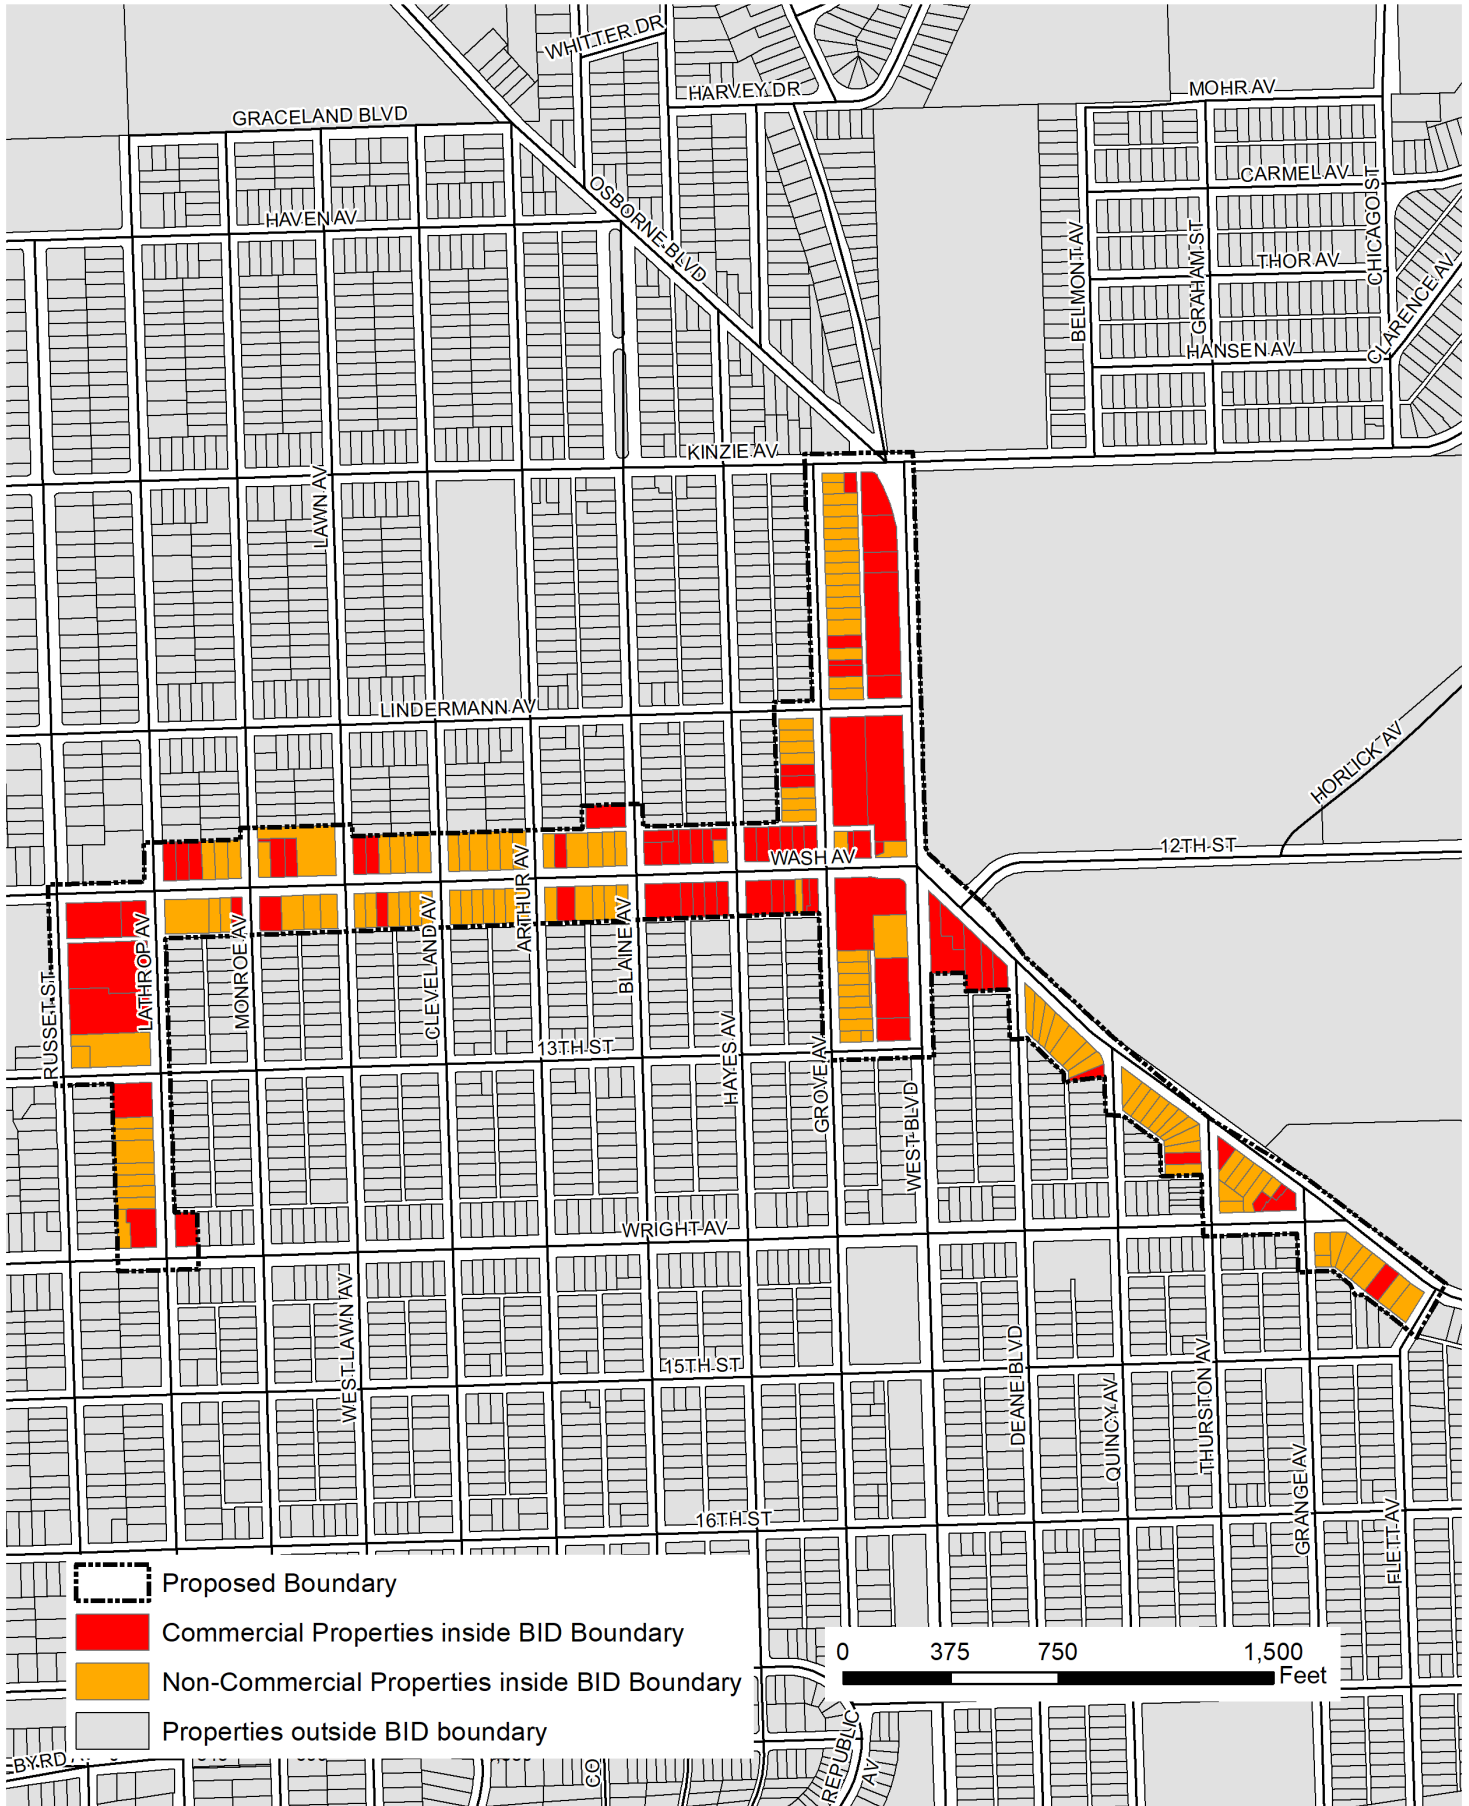 WHITTER DR
HARVEY DR
MOHR AV
GRACELAND BLVD
CARMEL AV
OSBORNE BLVD
CHICAGO ST
HAVEN AV
BELMONT AV
GRAHAM ST
THOR AV
CLARENCE AV
HANSEN AV
KINZIE AV
LAWN AV
LINDERMANN AV
HORLICK AV
12TH ST
WASH AV
ARTHUR AV
LATHROP AV
MONROE AV
CLEVELAND AV
BLAINE AV
RUSSET ST
13TH ST
HAYES AV
GROVE AV
WEST BLVD
WRIGHT AV
WEST LAWN AV
15TH ST
DEANE BLVD
QUINCY AV
THURSTON AV
GRANGE AV
FLETT AV
16TH ST
Proposed Boundary
Commercial Properties inside BID Boundary
Non-Commercial Properties inside BID Boundary
Properties outside BID boundary
0 375 750 1,500
Feet
BYRD
CO
REPUBLIC
AV